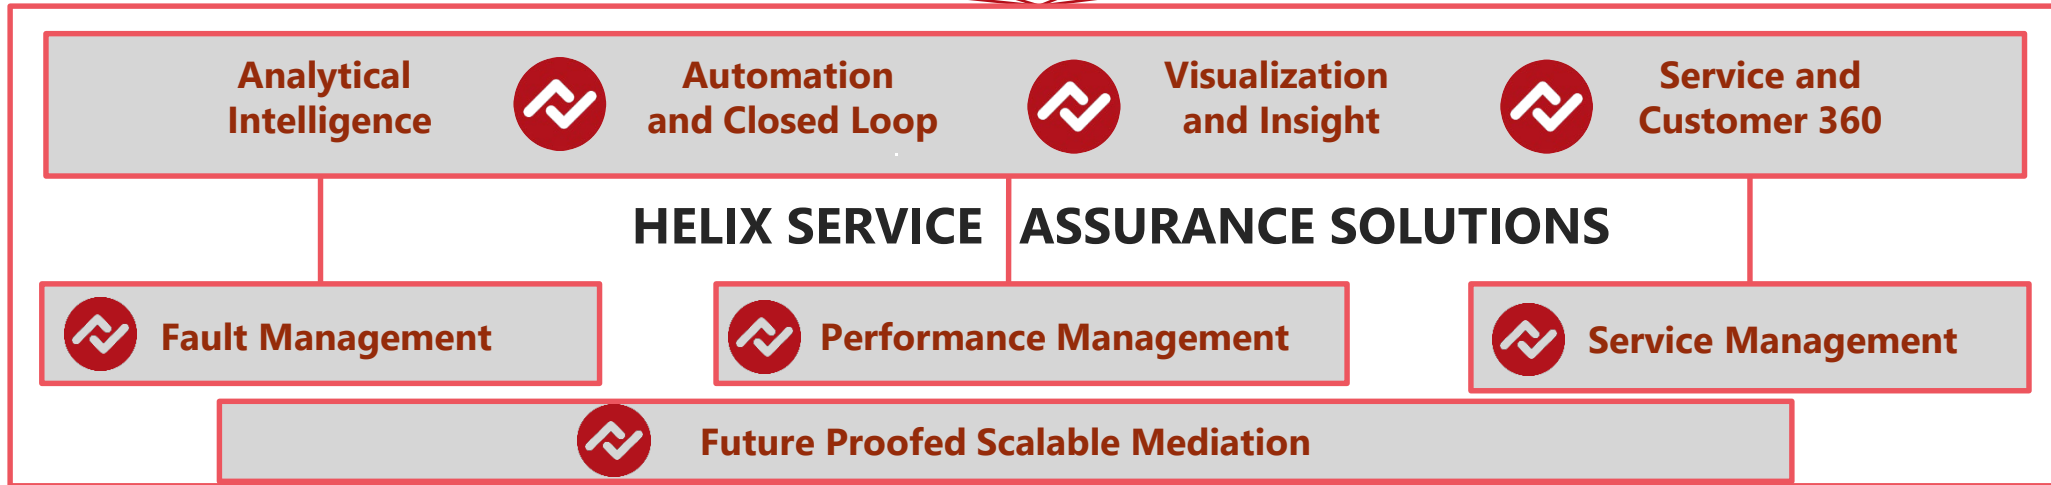 Analytical
Intelligence
Automation
and Closed Loop
Visualization
and Insight
Service and
Customer 360
HELIX SERVICE ASSURANCE SOLUTIONS
Fault Management
Performance Management
Service Management
Future Proofed Scalable Mediation